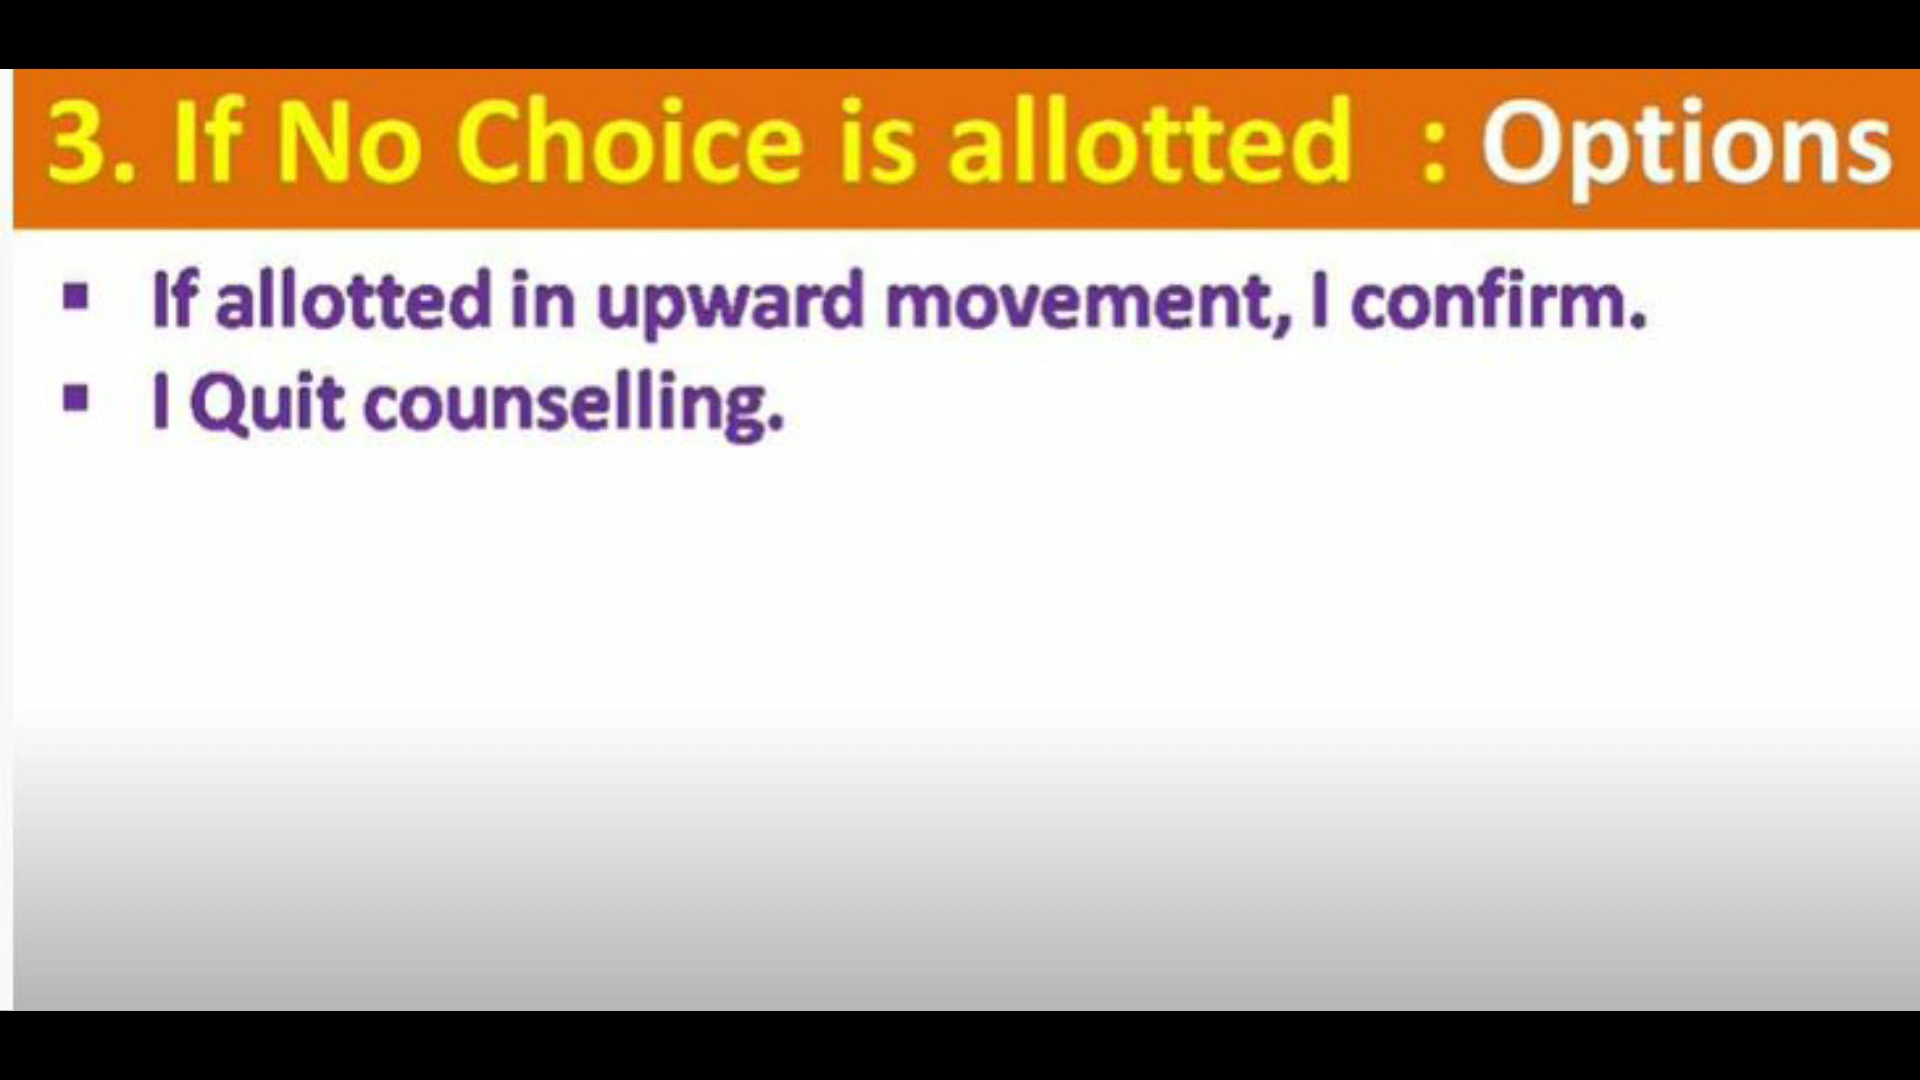 3. If No Choice is allotted : Options
▪ If allotted in upward movement, I confirm.
▪ I Quit counselling.